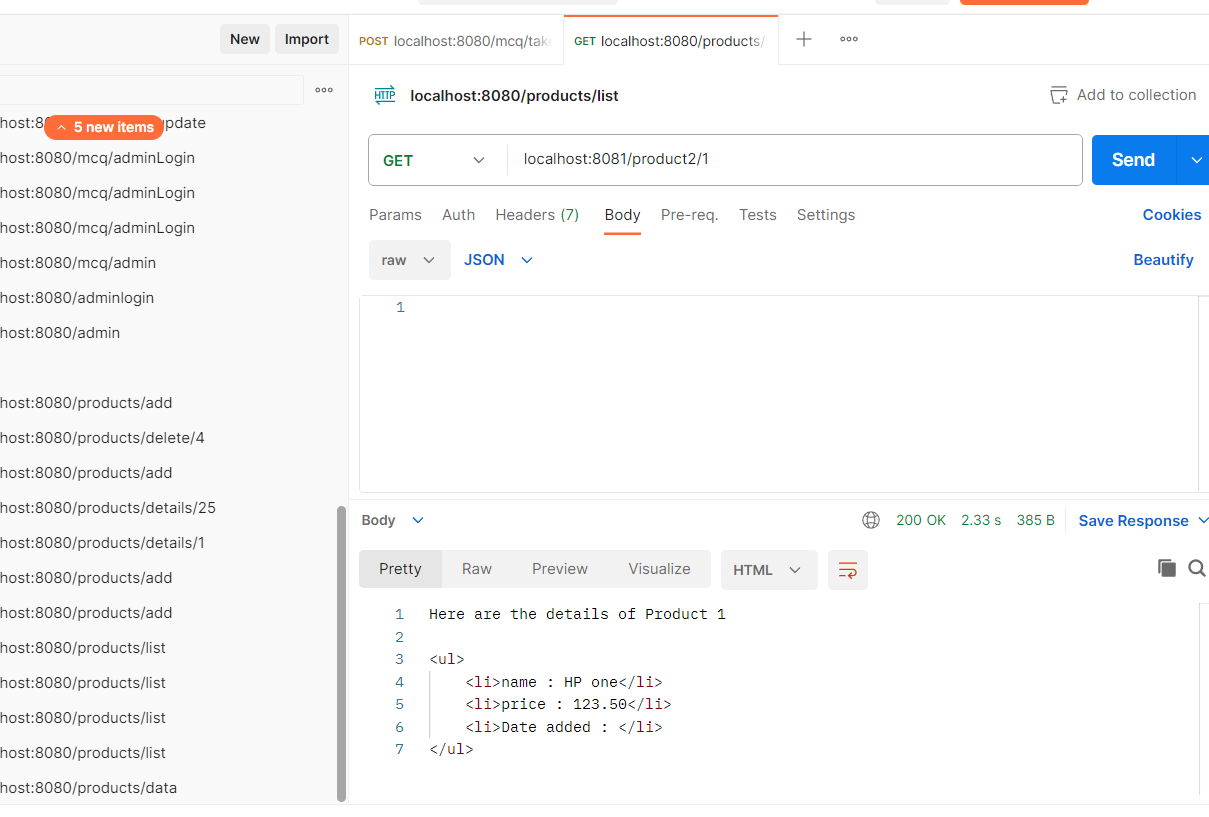 New Import
POST localhost:8080/mcq/tak
GET localhost:8080/products/
localhost:8080/products/list
Add to collection
host:8
5 new items
update
host:8080/mcq/adminLogin
host:8080/mcq/adminLogin
host:8080/mcq/adminLogin
host:8080/mcq/admin
host:8080/adminlogin
host:8080/admin
host:8080/products/add
host:8080/products/delete/4
host:8080/products/add
host:8080/products/details/25
host:8080/products/details/1
host:8080/products/add
host:8080/products/add
host:8080/products/list
host:8080/products/list
host:8080/products/list
host:8080/products/list
host:8080/products/data
GET localhost:8081/product2/1 Send
Params Auth Headers (7) Body Pre-req. Tests Settings Cookies
raw JSON Beautify
1
Body 200 OK 2.33 s 385 B Save Response
Pretty Raw Preview Visualize HTML
1 Here are the details of Product 1
2
3 <ul>
4 <li>name : HP one</li>
5 <li>price : 123.50</li>
6 <li>Date added : </li>
7 </ul>